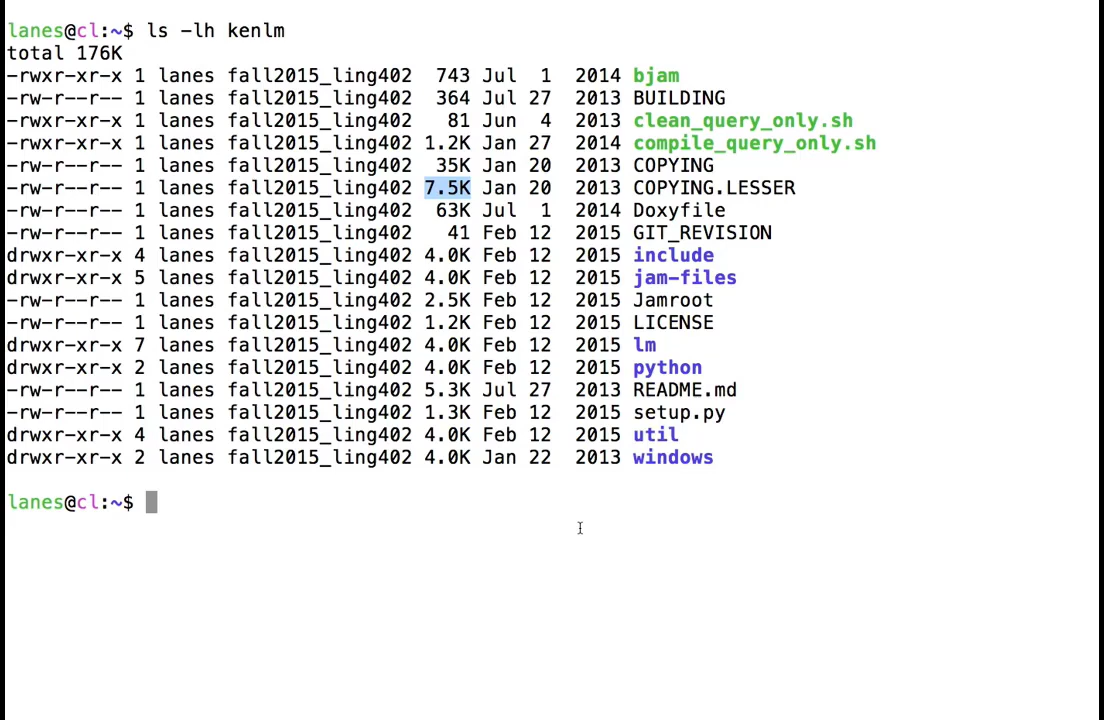 lanes@cl:~$ ls -lh kenlm
total 176K
-rwxr-xr-x 1 lanes fall2015_ling402  743 Jul  1  2014 bjam
-rw-r--r-- 1 lanes fall2015_ling402  364 Jul 27  2013 BUILDING
-rwxr-xr-x 1 lanes fall2015_ling402   81 Jun  4  2013 clean_query_only.sh
-rwxr-xr-x 1 lanes fall2015_ling402 1.2K Jan 27  2014 compile_query_only.sh
-rw-r--r-- 1 lanes fall2015_ling402  35K Jan 20  2013 COPYING
-rw-r--r-- 1 lanes fall2015_ling402 7.5K Jan 20  2013 COPYING.LESSER
-rw-r--r-- 1 lanes fall2015_ling402  63K Jul  1  2014 Doxyfile
-rw-r--r-- 1 lanes fall2015_ling402   41 Feb 12  2015 GIT_REVISION
drwxr-xr-x 4 lanes fall2015_ling402 4.0K Feb 12  2015 include
drwxr-xr-x 5 lanes fall2015_ling402 4.0K Feb 12  2015 jam-files
-rw-r--r-- 1 lanes fall2015_ling402 2.5K Feb 12  2015 Jamroot
-rw-r--r-- 1 lanes fall2015_ling402 1.2K Feb 12  2015 LICENSE
drwxr-xr-x 7 lanes fall2015_ling402 4.0K Feb 12  2015 lm
drwxr-xr-x 2 lanes fall2015_ling402 4.0K Feb 12  2015 python
-rw-r--r-- 1 lanes fall2015_ling402 5.3K Jul 27  2013 README.md
-rw-r--r-- 1 lanes fall2015_ling402 1.3K Feb 12  2015 setup.py
drwxr-xr-x 4 lanes fall2015_ling402 4.0K Feb 12  2015 util
drwxr-xr-x 2 lanes fall2015_ling402 4.0K Jan 22  2013 windows
lanes@cl:~$